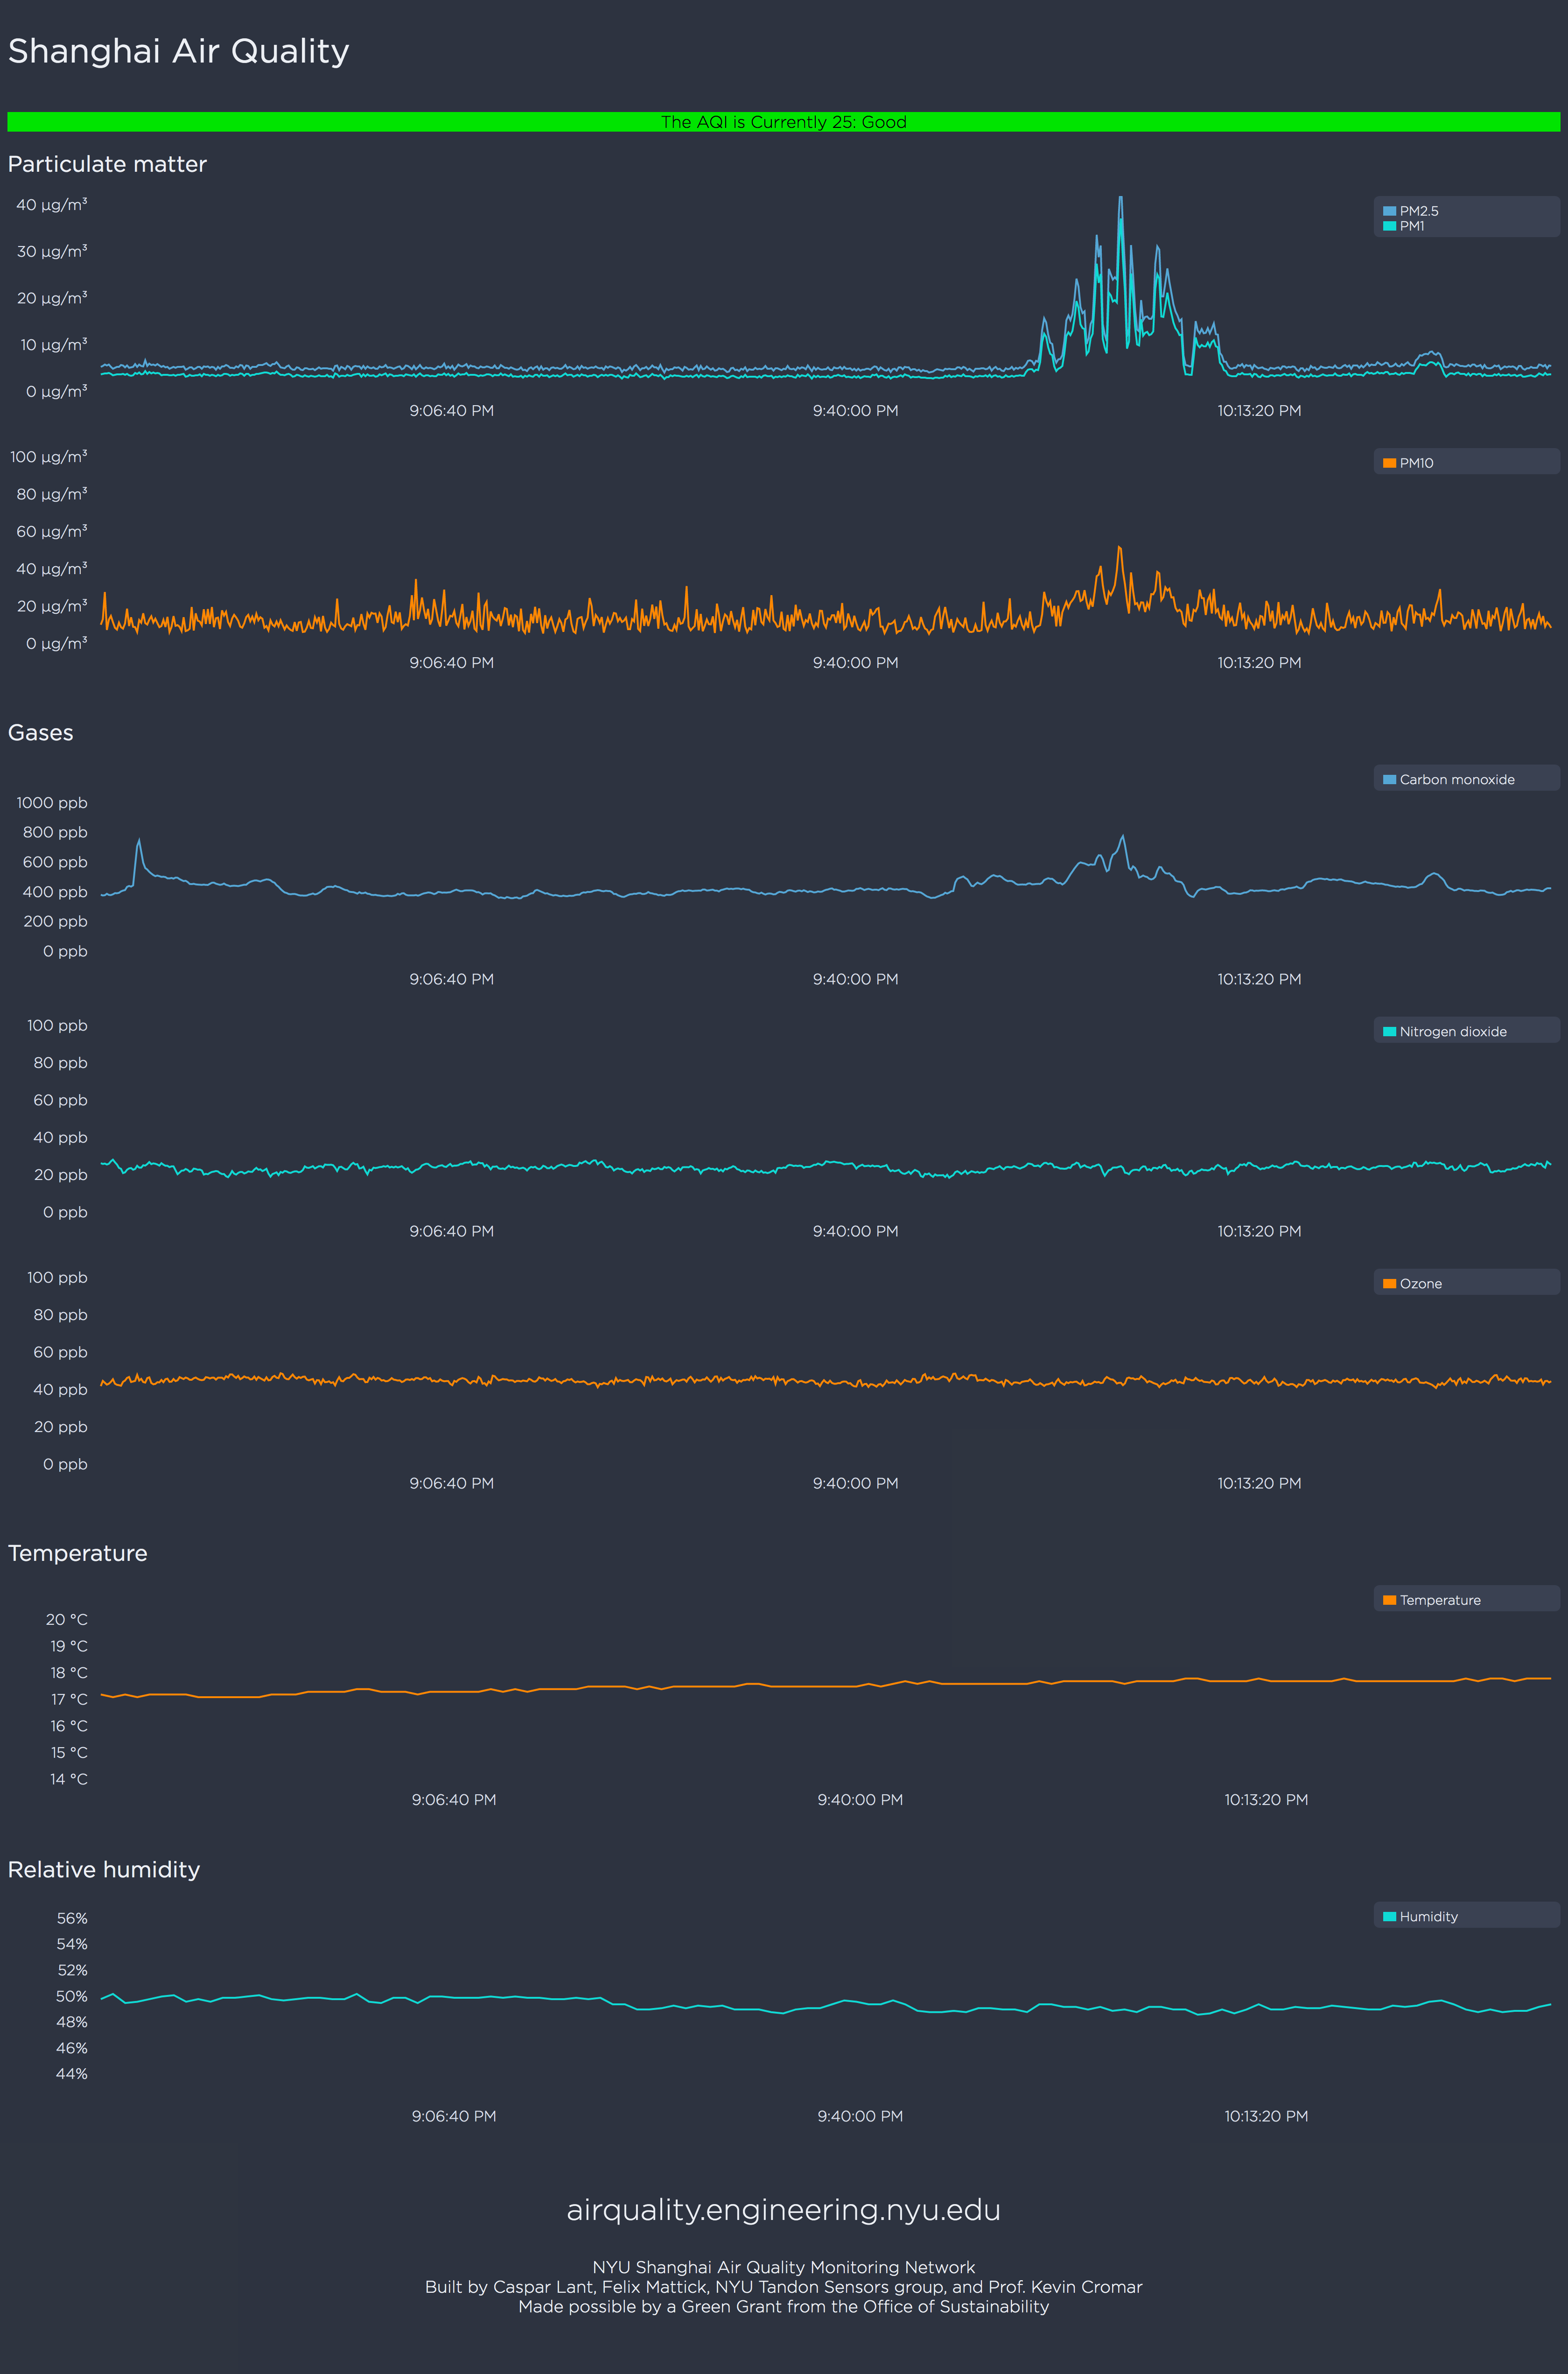 Shanghai Air Quality
The AQI is Currently 25: Good
Particulate matter
40 µg/m³
30 µg/m³
20 µg/m³
10 µg/m³
0 µg/m³
PM2.5
PM1
9:06:40 PM 9:40:00 PM 10:13:20 PM
100 µg/m³
80 µg/m³
60 µg/m³
40 µg/m³
20 µg/m³
0 µg/m³
PM10
9:06:40 PM 9:40:00 PM 10:13:20 PM
Gases
Carbon monoxide
1000 ppb
800 ppb
600 ppb
400 ppb
200 ppb
0 ppb
9:06:40 PM 9:40:00 PM 10:13:20 PM
100 ppb
80 ppb
60 ppb
40 ppb
20 ppb
0 ppb
Nitrogen dioxide
9:06:40 PM 9:40:00 PM 10:13:20 PM
100 ppb
80 ppb
60 ppb
40 ppb
20 ppb
0 ppb
Ozone
9:06:40 PM 9:40:00 PM 10:13:20 PM
Temperature
Temperature
20 °C
19 °C
18 °C
17 °C
16 °C
15 °C
14 °C
9:06:40 PM 9:40:00 PM 10:13:20 PM
Relative humidity
Humidity
56%
54%
52%
50%
48%
46%
44%
9:06:40 PM 9:40:00 PM 10:13:20 PM
airquality.engineering.nyu.edu
NYU Shanghai Air Quality Monitoring Network
Built by Caspar Lant, Felix Mattick, NYU Tandon Sensors group, and Prof. Kevin Cromar
Made possible by a Green Grant from the Office of Sustainability